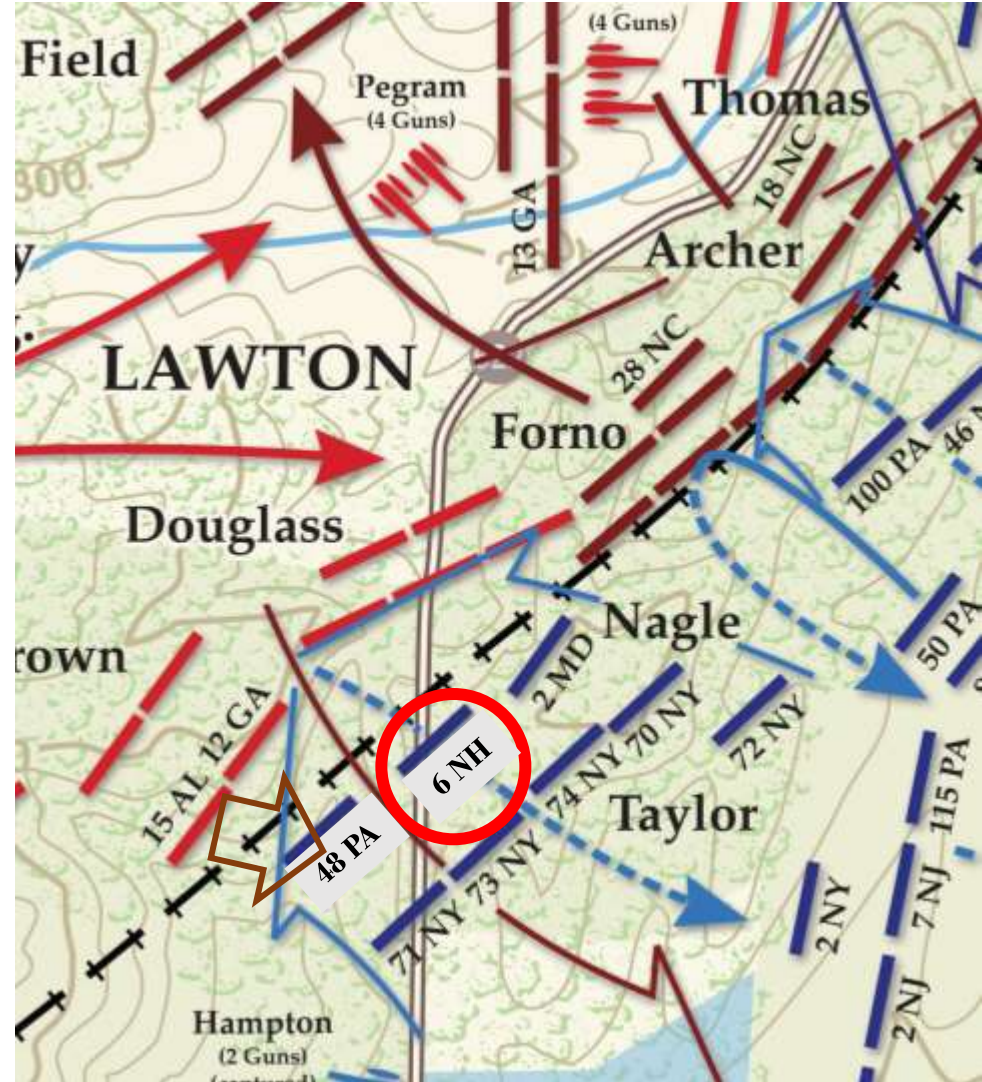 Field
Pegram
(4 Guns)
(4 Guns)
Thomas
18 NC
300
13 GA
Archer
y
LAWTON
28 NC
Forno
46
100 PA
Douglass
Nagle
50 PA
rown
2 MD
12 GA
70 NY
72 NY
15 AL
6 NH
74 NY
Taylor
115 PA
48 PA
73 NY
71 NY
2 NY
7 NJ
2 NJ
Hampton
(2 Guns)
(captured)